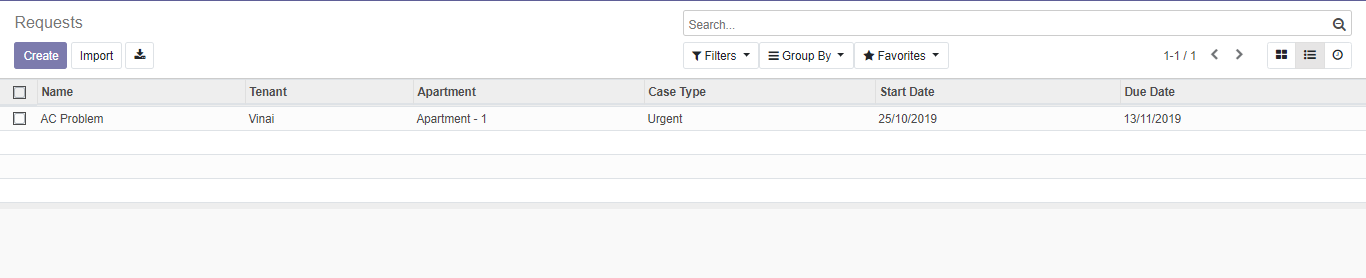 Requests
Search...
Create Import Filters Group By Favorites 1-1 / 1
Name Tenant Apartment Case Type Start Date Due Date
AC Problem Vinai Apartment - 1 Urgent 25/10/2019 13/11/2019